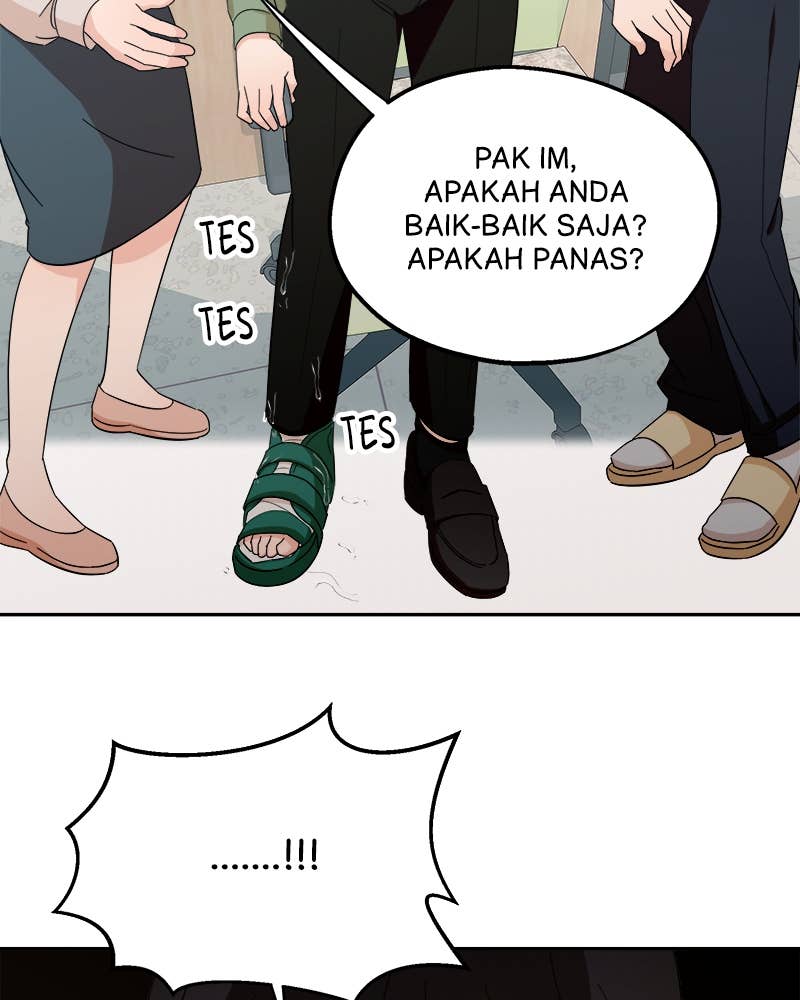 PAK IM,
APAKAH ANDA
BAIK-BAIK SAJA?
APAKAH PANAS?
TES
TES
TES
.......!!!